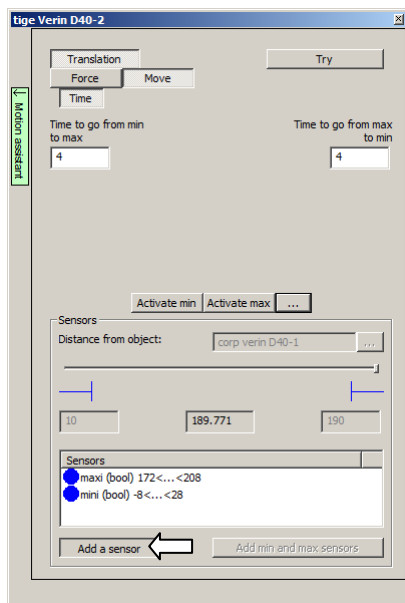 tige Verin D40-2
Translation
Try
Force
Move
Time
Motion assistant
Time to go from min
to max
Time to go from max
to min
4
4
Activate min
Activate max
...
Sensors
Distance from object:
corp verin D40-1
...
10
189.771
190
Sensors
maxi (bool) 172<...<208
mini (bool) -8<...<28
Add a sensor
Add min and max sensors